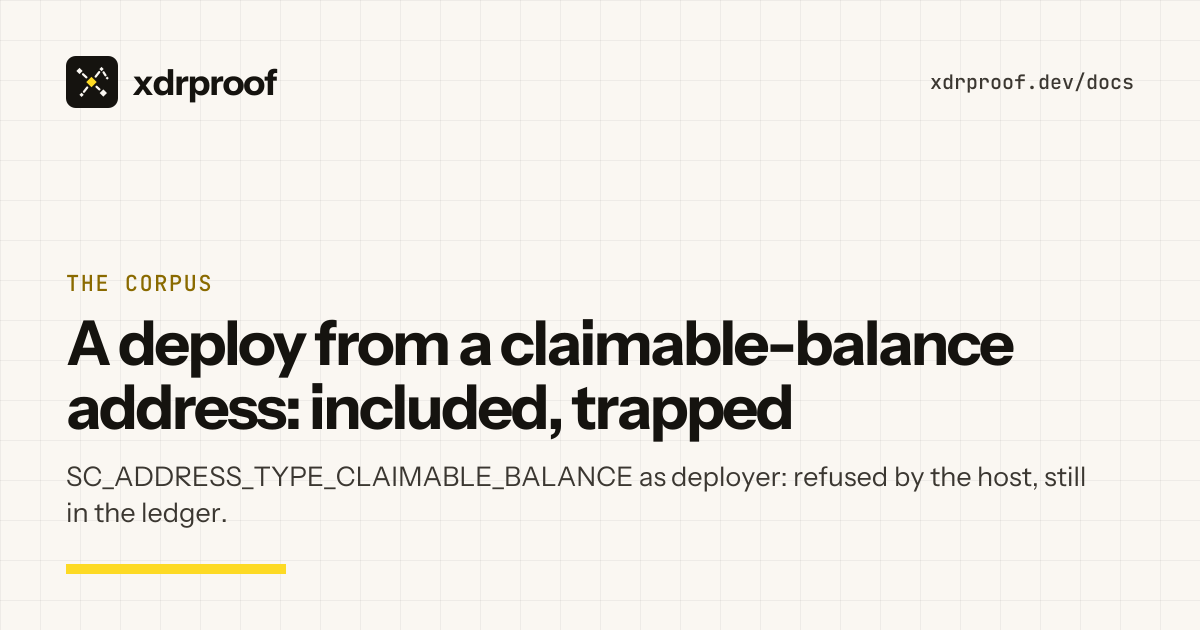 xdrproof
xdrproof.dev/docs
THE CORPUS
A deploy from a claimable-balance
address: included, trapped
SC_ADDRESS_TYPE_CLAIMABLE_BALANCE as deployer: refused by the host, still
in the ledger.